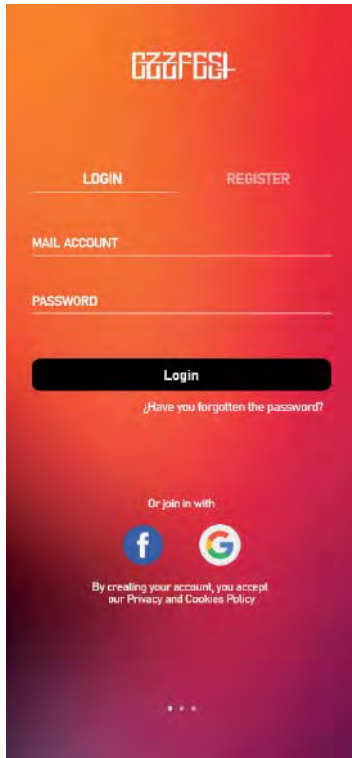 EZZFEST
LOGIN
REGISTER
MAIL ACCOUNT
PASSWORD
Login
¿Have you forgotten the password?
Or join in with
f
G
By creating your account, you accept
our Privacy and Cookies Policy